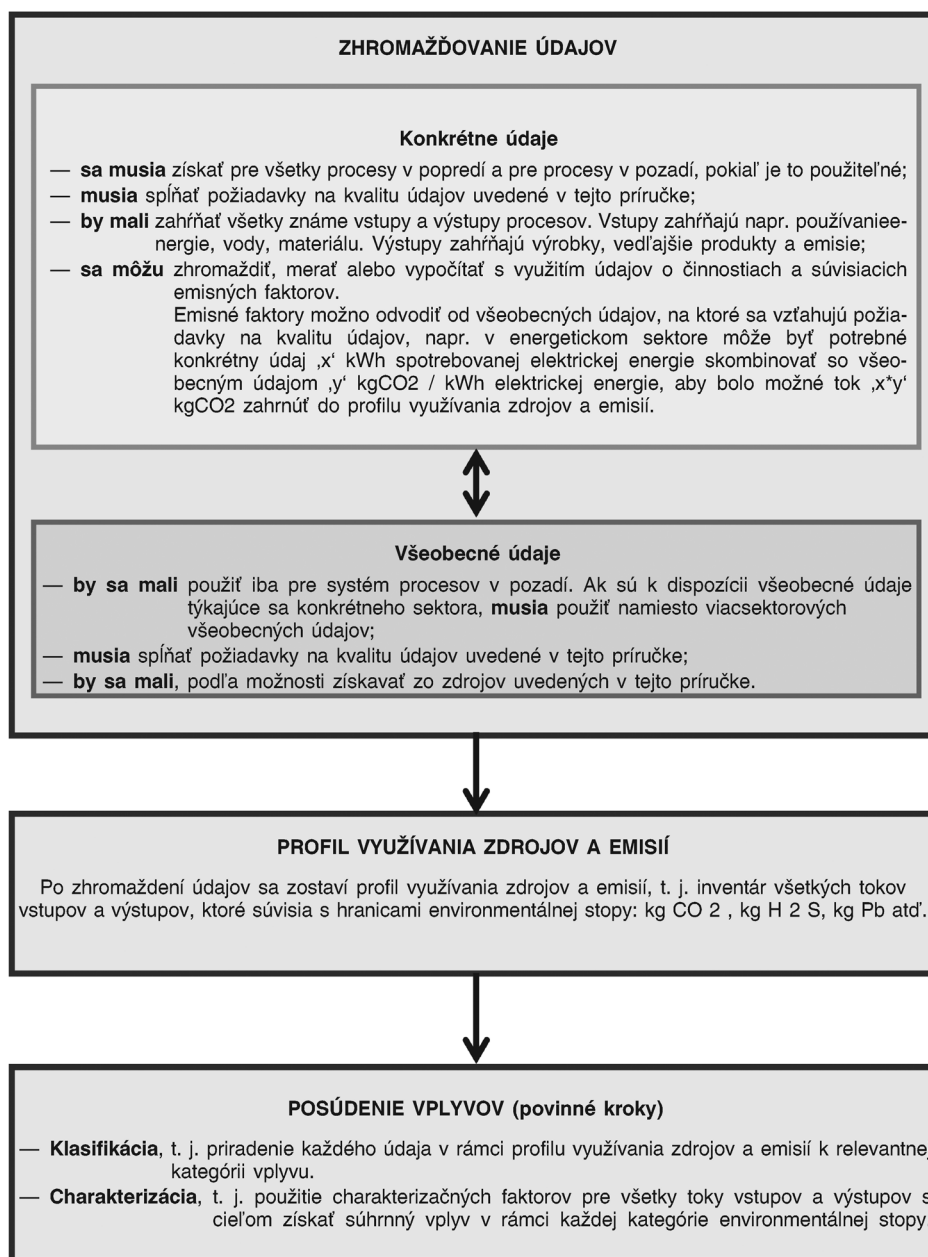 ZHROMAŽĎOVANIE ÚDAJOV
Konkrétne údaje
— sa musia získať pre všetky procesy v popredí a pre procesy v pozadí, pokiaľ je to použiteľné;
— musia spĺňať požiadavky na kvalitu údajov uvedené v tejto príručke;
— by mali zahŕňať všetky známe vstupy a výstupy procesov. Vstupy zahŕňajú napr. používaniee-
nergie, vody, materiálu. Výstupy zahŕňajú výrobky, vedľajšie produkty a emisie;
— sa môžu zhromaždiť, merať alebo vypočítať s využitím údajov o činnostiach a súvisiacich
emisných faktorov.
Emisné faktory možno odvodiť od všeobecných údajov, na ktoré sa vzťahujú požia-
davky na kvalitu údajov, napr. v energetickom sektore môže byť potrebné
konkrétny údaj ‚x‘ kWh spotrebovanej elektrickej energie skombinovať so všeo-
becným údajom ‚y‘ kgCO2 / kWh elektrickej energie, aby bolo možné tok ‚x*y‘
kgCO2 zahrnúť do profilu využívania zdrojov a emisií.
Všeobecné údaje
— by sa mali použiť iba pre systém procesov v pozadí. Ak sú k dispozícii všeobecné údaje
týkajúce sa konkrétneho sektora, musia použiť namiesto viacsektorových
všeobecných údajov;
— musia spĺňať požiadavky na kvalitu údajov uvedené v tejto príručke;
— by sa mali, podľa možnosti získavať zo zdrojov uvedených v tejto príručke.
PROFIL VYUŽÍVANIA ZDROJOV A EMISIÍ
Po zhromaždení údajov sa zostaví profil využívania zdrojov a emisií, t. j. inventár všetkých tokov
vstupov a výstupov, ktoré súvisia s hranicami environmentálnej stopy: kg CO 2 , kg H 2 S, kg Pb atď.
POSÚDENIE VPLYVOV (povinné kroky)
— Klasifikácia, t. j. priradenie každého údaja v rámci profilu využívania zdrojov a emisií k relevantnej
kategórii vplyvu.
— Charakterizácia, t. j. použitie charakterizačných faktorov pre všetky toky vstupov a výstupov s
cieľom získať súhrnný vplyv v rámci každej kategórie environmentálnej stopy.